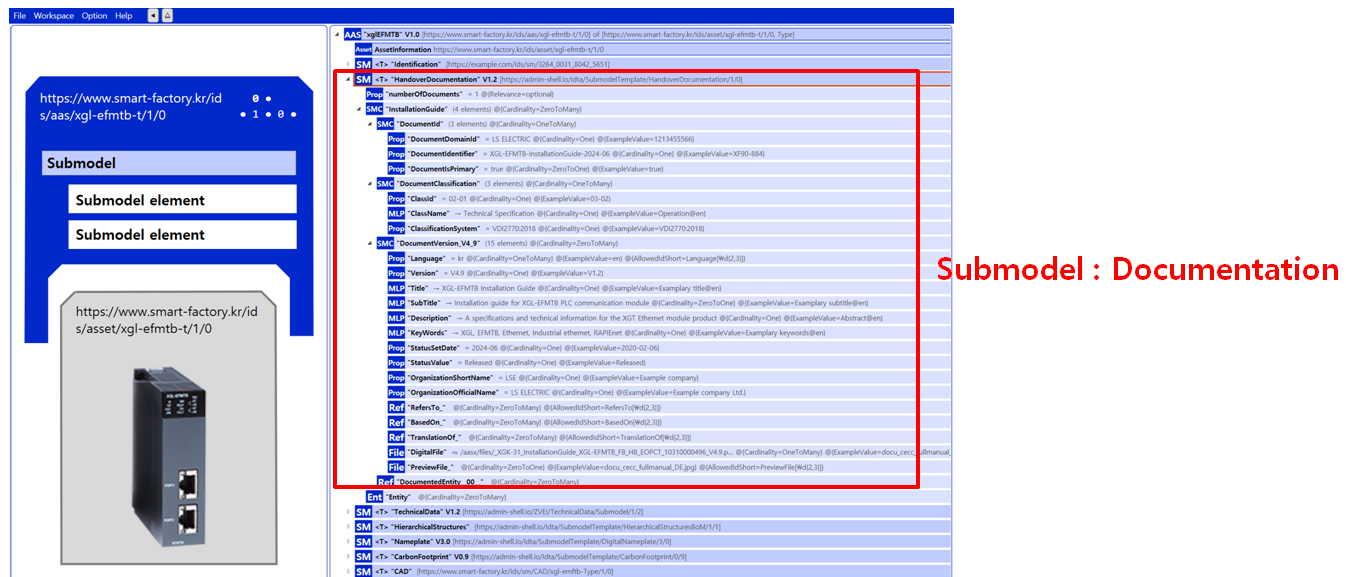 File Workspace Option Help
https://www.smart-factory.kr/id
s/aas/xgl-efmtb-t/1/0
0
1 0
Submodel
Submodel element
Submodel element
https://www.smart-factory.kr/id
s/asset/xgl-efmtb-t/1/0
XGL-EFMTB
AAS "xglEFMTB" V1.0 [https://www.smart-factory.kr/ids/aas/xgl-efmtb-t/1/0] of [https://www.smart-factory.kr/ids/asset/xgl-efmtb-t/1/0, Type]
Asset AssetInformation https://www.smart-factory.kr/ids/asset/xgl-efmtb-t/1/0
SM <T> "Identification" [https://example.com/ids/sm/3264_0031_8042_5651]
SM <T> "HandoverDocumentation" V1.2 [https://admin-shell.io/idta/SubmodelTemplate/HandoverDocumentation/1/0]
Prop "numberOfDocuments" = 1 @{Relevance=optional}
SMC "InstallationGuide" (4 elements) @{Cardinality=ZeroToMany}
SMC "DocumentId" (3 elements) @{Cardinality=OneToMany}
Prop "DocumentDomainId" = LS ELECTRIC @{Cardinality=One} @{ExampleValue=1213455566}
Prop "DocumentIdentifier" = XGL-EFMTB-InstallationGuide-2024-06 @{Cardinality=One} @{ExampleValue=XF90-884}
Prop "DocumentIsPrimary" = true @{Cardinality=ZeroToOne} @{ExampleValue=true}
SMC "DocumentClassification" (3 elements) @{Cardinality=OneToMany}
Prop "ClassId" = 02-01 @{Cardinality=One} @{ExampleValue=03-02}
MLP "ClassName" → Technical Specification @{Cardinality=One} @{ExampleValue=Operation@en}
Prop "ClassificationSystem" = VDI2770:2018 @{Cardinality=One} @{ExampleValue=VDI2770:2018}
SMC "DocumentVersion_V4_9" (15 elements) @{Cardinality=ZeroToMany}
Prop "Language" = kr @{Cardinality=OneToMany} @{ExampleValue=en} @{AllowedIdShort=Language[₩d{2,3}]}
Prop "Version" = V4.9 @{Cardinality=One} @{ExampleValue=V1.2}
MLP "Title" → XGL-EFMTB Installation Guide @{Cardinality=One} @{ExampleValue=Examplary title@en}
MLP "SubTitle" → Installation guide for XGL-EFMTB PLC communication module @{Cardinality=ZeroToOne} @{ExampleValue=Examplary subtitle@en}
MLP "Description" → A specifications and technical information for the XGT Ethernet module product @{Cardinality=One} @{ExampleValue=Abstract@en}
MLP "KeyWords" → XGL, EFMTB, Ethernet, Industrial ethernet, RAPIEnet @{Cardinality=One} @{ExampleValue=Examplary keywords@en}
Prop "StatusSetDate" = 2024-06 @{Cardinality=One} @{ExampleValue=2020-02-06}
Prop "StatusValue" = Released @{Cardinality=One} @{ExampleValue=Released}
Prop "OrganizationShortName" = LSE @{Cardinality=One} @{ExampleValue=Example company}
Prop "OrganizationOfficialName" = LS ELECTRIC @{Cardinality=One} @{ExampleValue=Example company Ltd.}
Ref "RefersTo_" @{Cardinality=ZeroToMany} @{AllowedIdShort=RefersTo[₩d{2,3}]}
Ref "BasedOn_" @{Cardinality=ZeroToMany} @{AllowedIdShort=BasedOn[₩d{2,3}]}
Ref "TranslationOf_" @{Cardinality=ZeroToMany} @{AllowedIdShort=TranslationOf[₩d{2,3}]}
File "DigitalFile" ⇒ /aasx/files/_XGK-31_InstallationGuide_XGL-EFMTB_FB_H8_EOPCT_10310000496_V4.9.p... @{Cardinality=OneToMany} @{ExampleValue=docu_cecc_fullmanual_
File "PreviewFile_" @{Cardinality=ZeroToOne} @{ExampleValue=docu_cecc_fullmanual_DE.jpg} @{AllowedIdShort=PreviewFile[₩d{2,3}]}
Ref "DocumentedEntity__00__" @{Cardinality=ZeroToMany}
Ent "Entity" @{Cardinality=ZeroToMany}
SM <T> "TechnicalData" V1.2 [https://admin-shell.io/ZVEI/TechnicalData/Submodel/1/2]
SM <T> "HierarchicalStructures" [https://admin-shell.io/idta/SubmodelTemplate/HierarchicalStructuresBoM/1/1]
SM <T> "Nameplate" V3.0 [https://admin-shell.io/idta/SubmodelTemplate/DigitalNameplate/3/0]
SM <T> "CarbonFootprint" V0.9 [https://admin-shell.io/idta/SubmodelTemplate/CarbonFootprint/0/9]
SM <T> "CAD" [https://www.smart-factory.kr/ids/sm/CAD/xgl-emftb-Type/1/0]
Submodel : Documentation